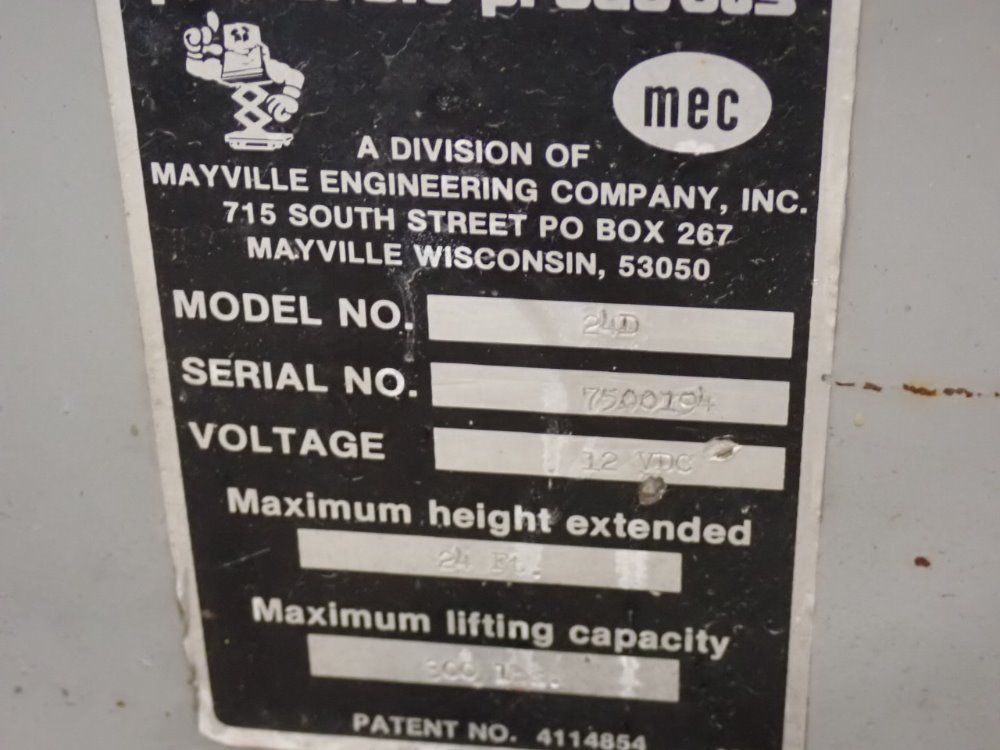 products
mec
A DIVISION OF
MAYVILLE ENGINEERING COMPANY, INC.
715 SOUTH STREET PO BOX 267
MAYVILLE WISCONSIN, 53050
MODEL NO. 24D
SERIAL NO. 7500194
VOLTAGE 12 VDC
Maximum height extended
24 Ft.
Maximum lifting capacity
PATENT NO. 4114854